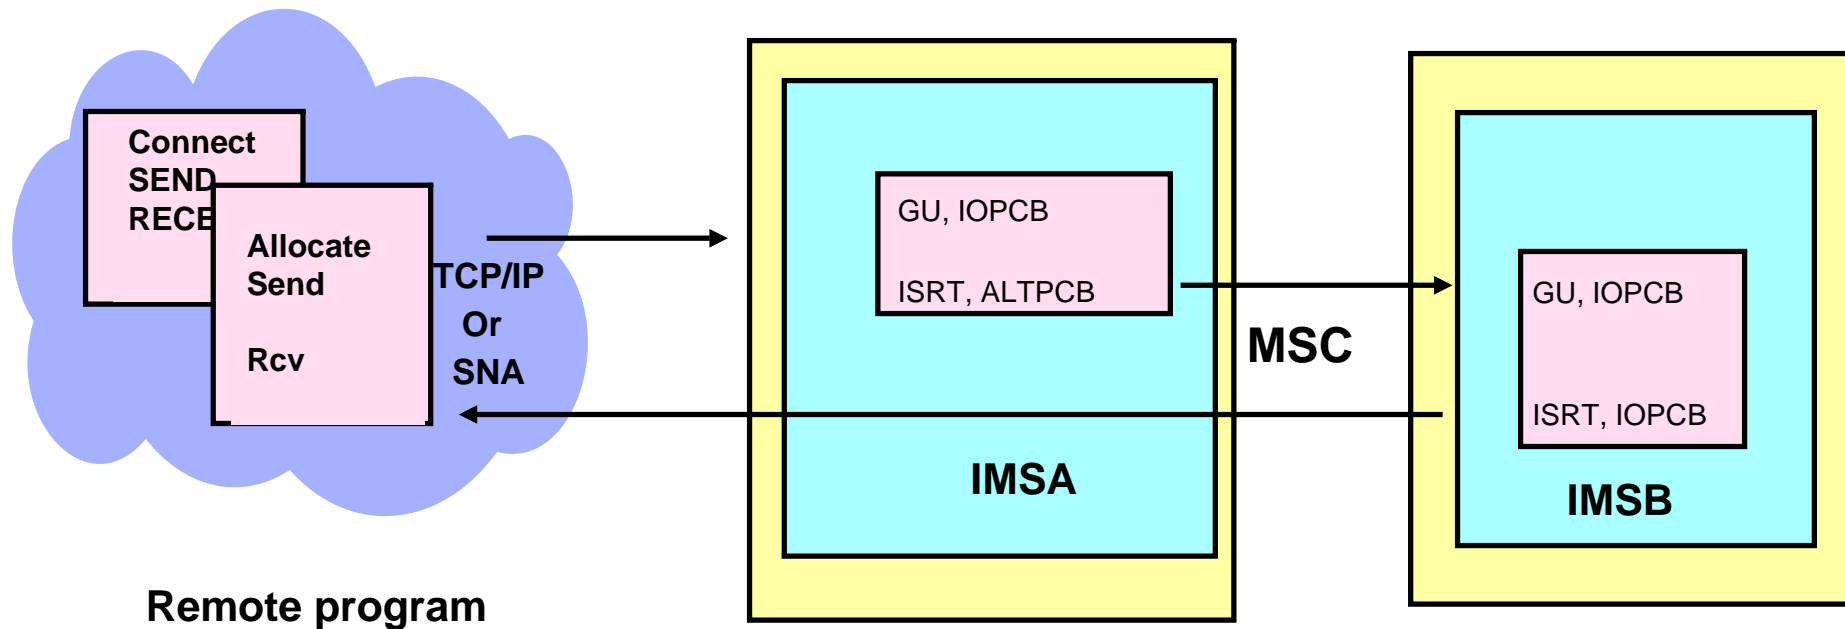 Connect
SEND
RECE
Allocate
Send
Rcv
TCP/IP
Or
SNA
Remote program
GU, IOPCB
ISRT, ALTPCB
IMSA
MSC
GU, IOPCB
ISRT, IOPCB
IMSB